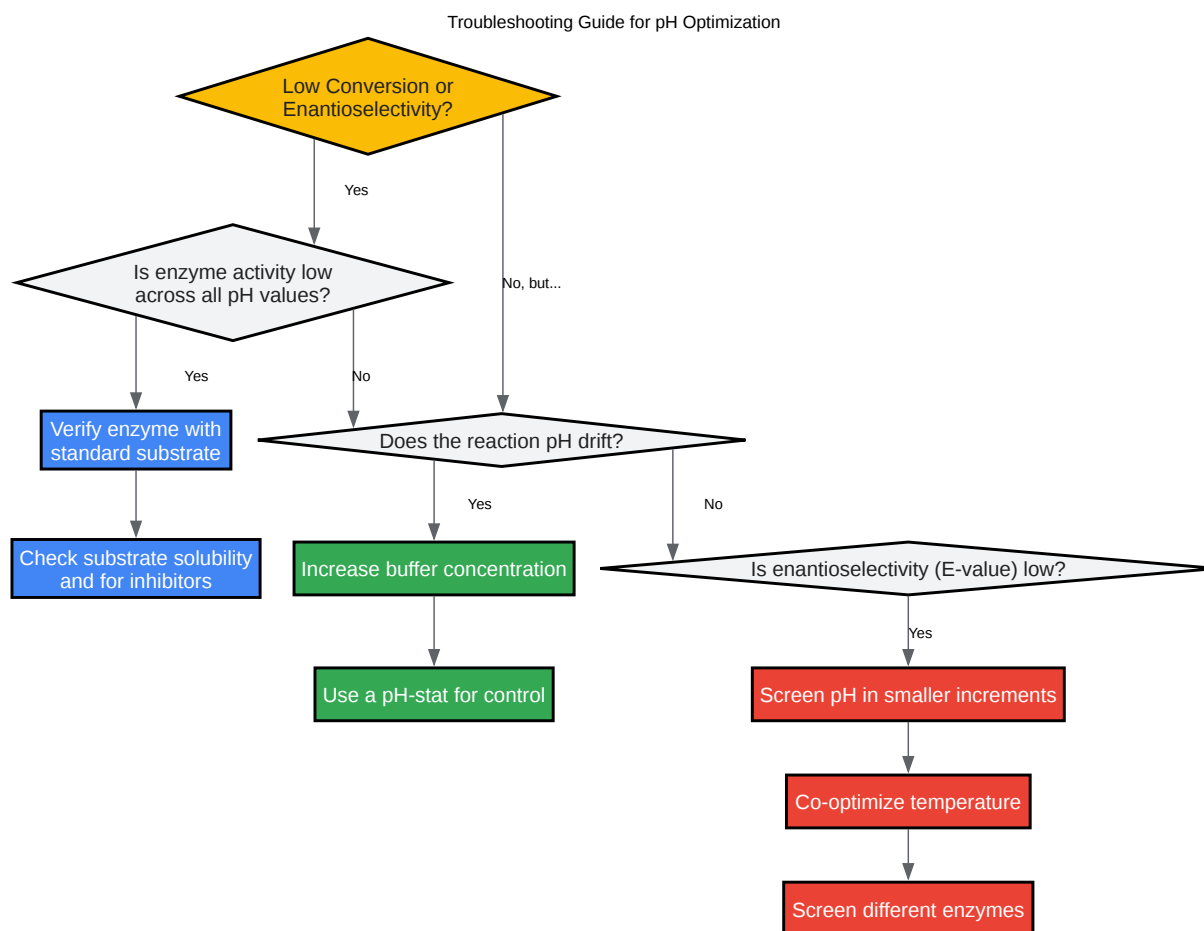 Troubleshooting Guide for pH Optimization
Low Conversion or
Enantioselectivity?
Yes
No, but...
Is enzyme activity low
across all pH values?
Yes
No
Verify enzyme with
standard substrate
Does the reaction pH drift?
Yes
No
Check substrate solubility
and for inhibitors
Increase buffer concentration
Is enantioselectivity (E-value) low?
Yes
Use a pH-stat for control
Screen pH in smaller increments
Co-optimize temperature
Screen different enzymes